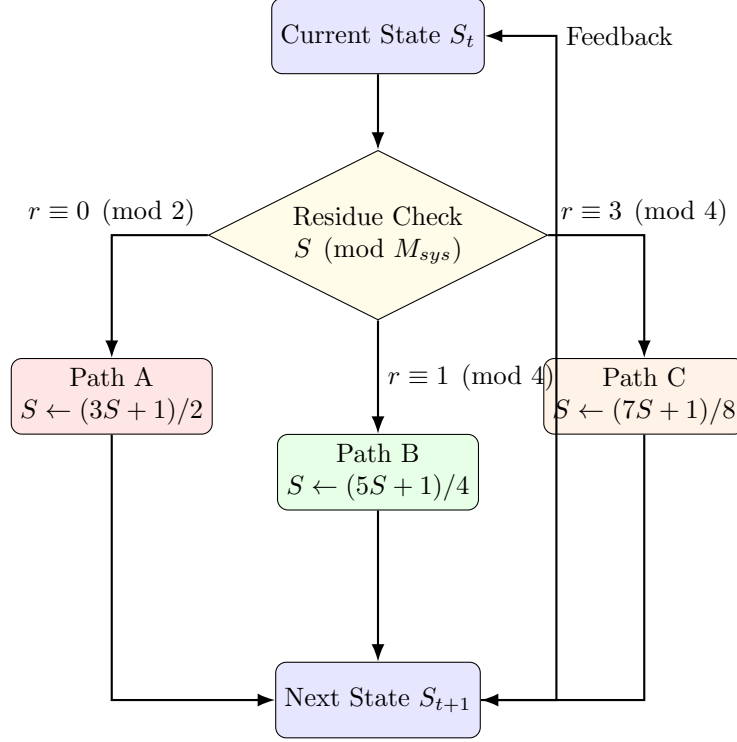 Current State $S_t$
Feedback
$r \equiv 0 \pmod{2}$
Residue Check
$S \pmod{M_{sys}}$
$r \equiv 3 \pmod{4}$
Path A
$S \leftarrow (3S + 1)/2$
$r \equiv 1 \pmod{4}$
Path C
$S \leftarrow (7S + 1)/8$
Path B
$S \leftarrow (5S + 1)/4$
Next State $S_{t+1}$